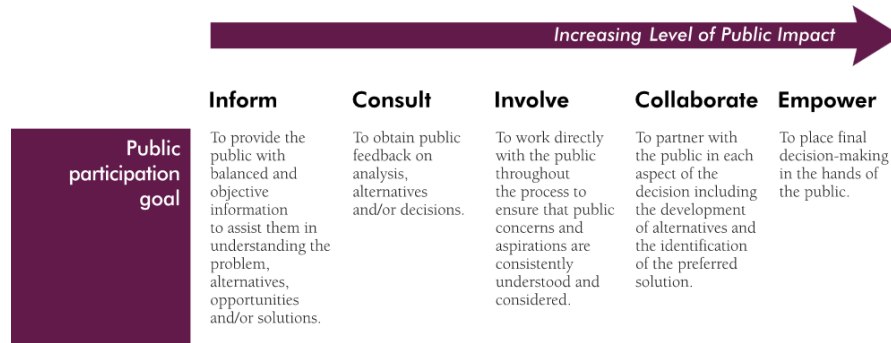 Increasing Level of Public Impact
Inform
To provide the
public with
balanced and
objective
information
to assist them in
understanding the
problem,
alternatives,
opportunities
and/or solutions.
Consult
To obtain public
feedback on
analysis,
alternatives
and/or decisions.
Involve
To work directly
with the public
throughout
the process to
ensure that public
concerns and
aspirations are
consistently
understood and
considered.
Collaborate
To partner with
the public in each
aspect of the
decision including
the development
of alternatives and
the identification
of the preferred
solution.
Empower
To place final
decision-making
in the hands of
the public.
Public
participation
goal